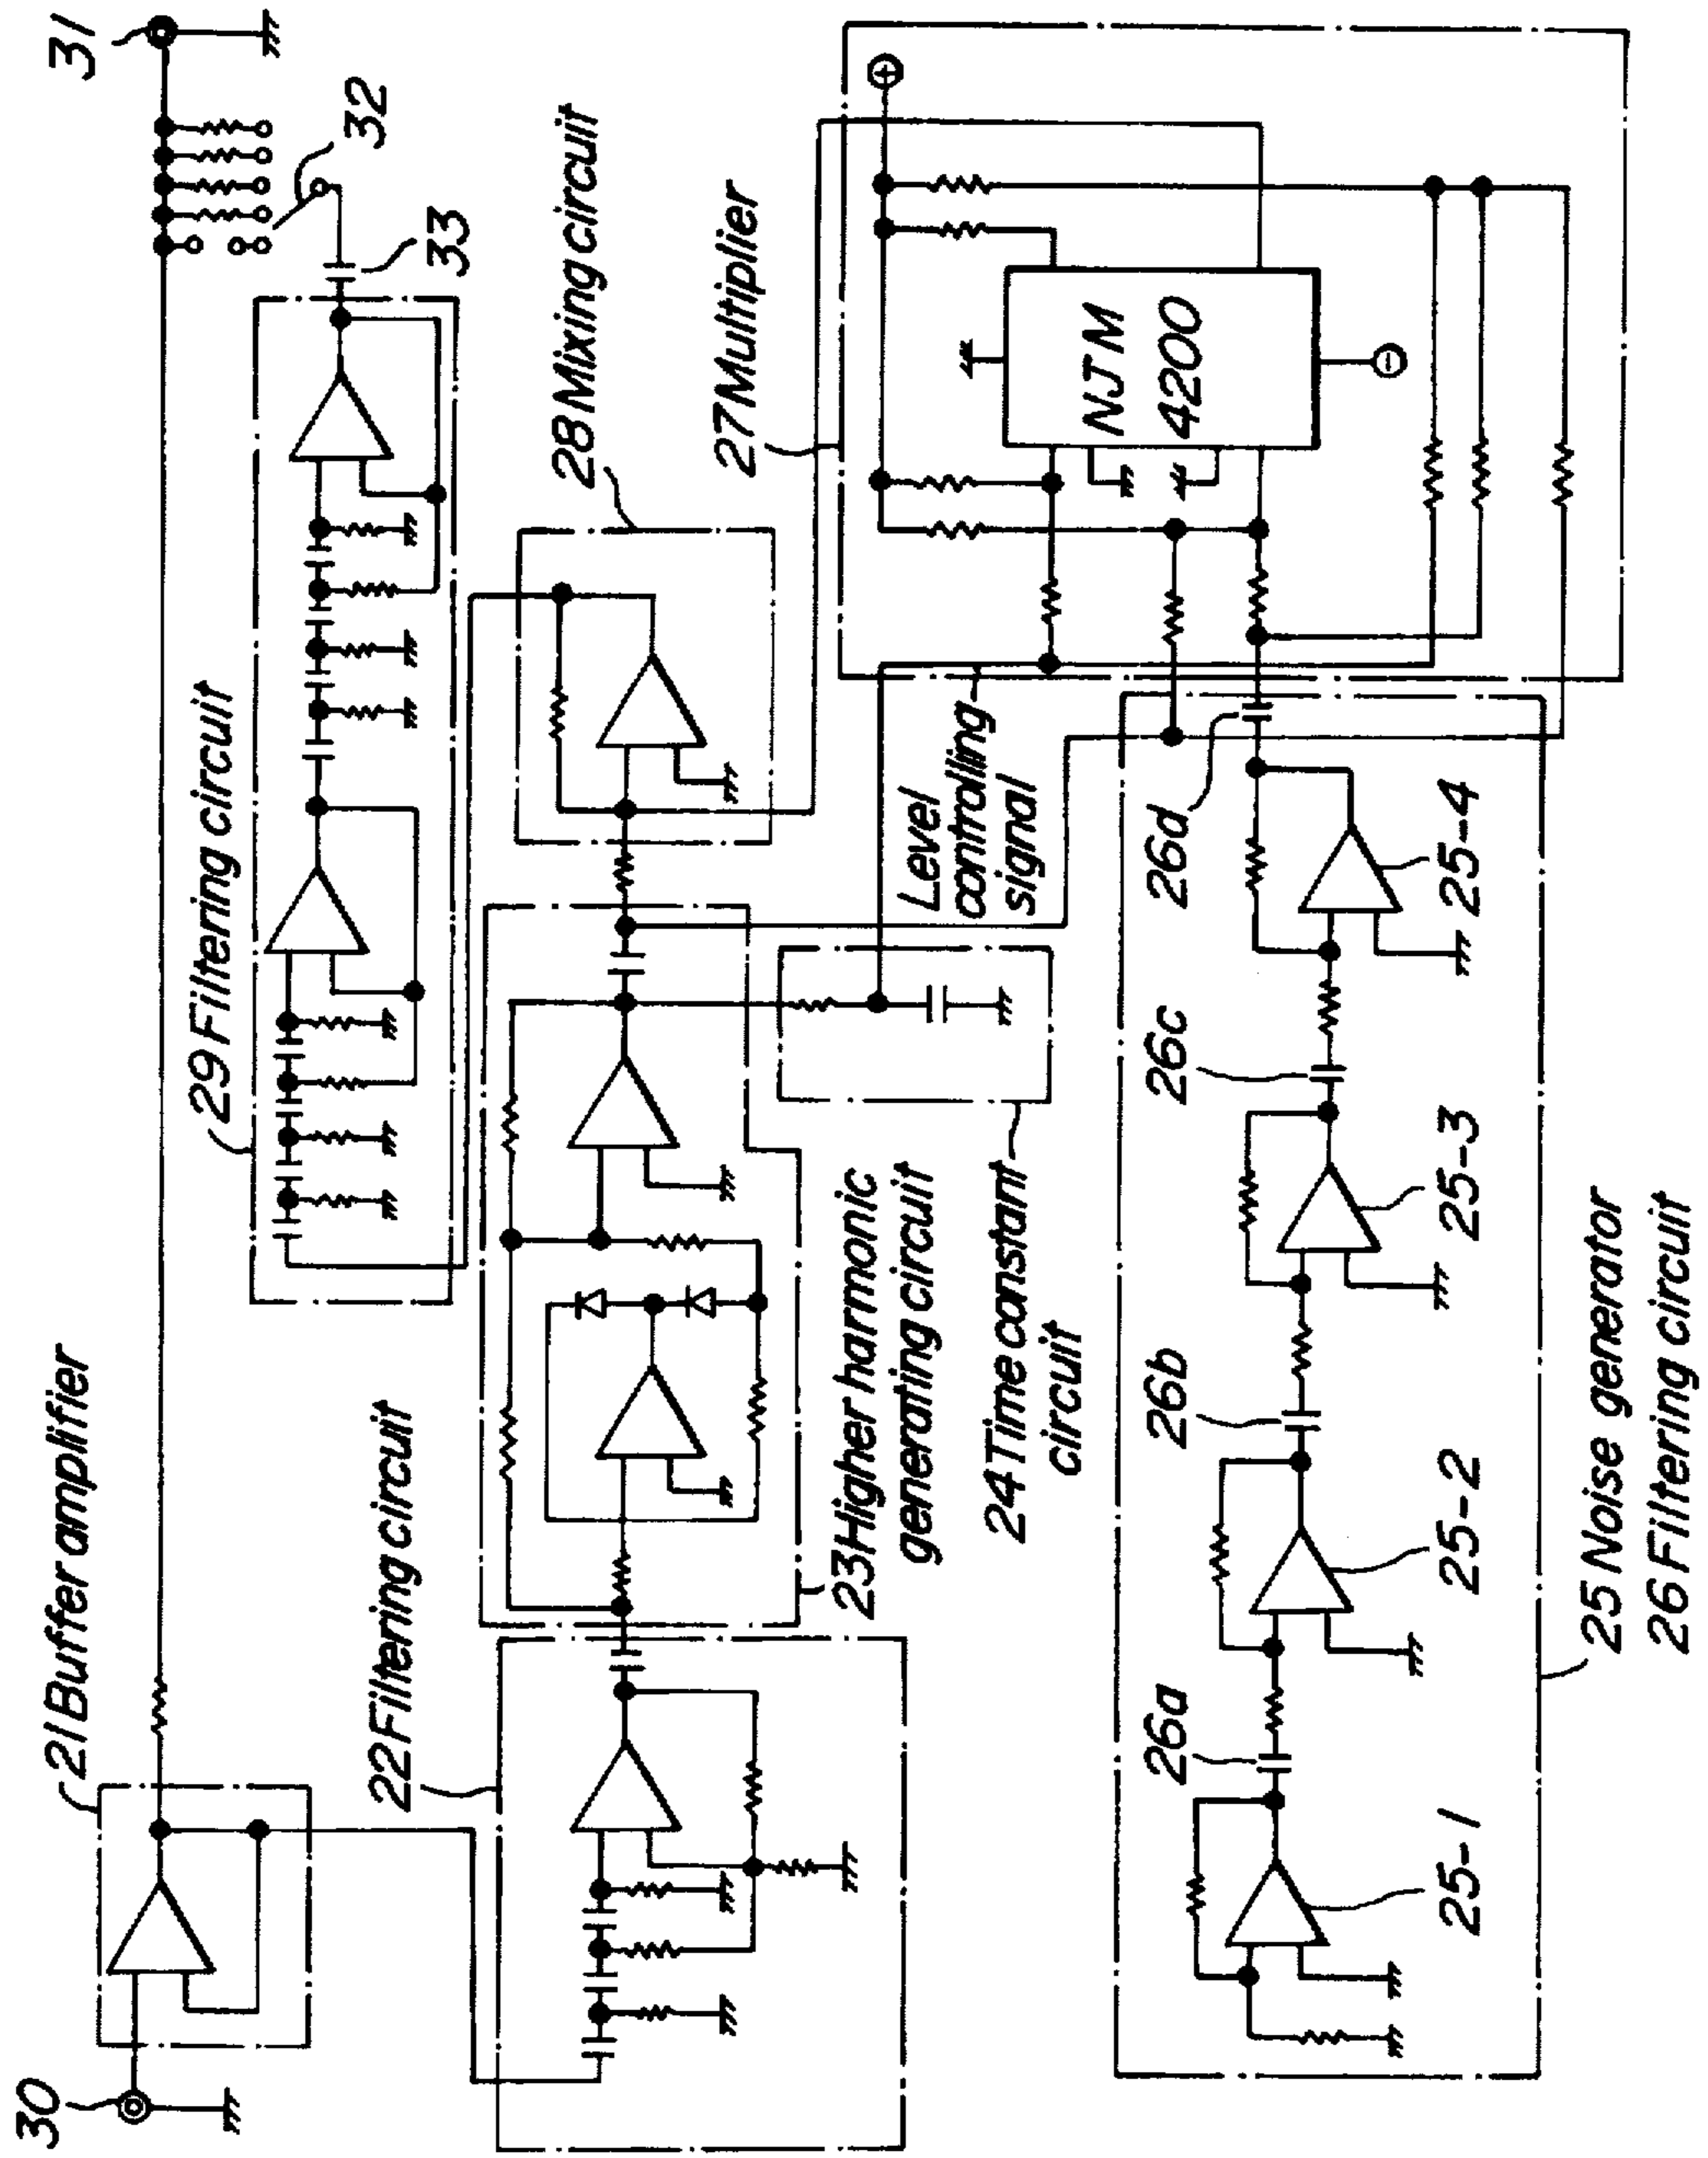 30
21 Buffer amplifier
31
32
33
29 Filtering circuit
22 Filtering circuit
23 Higher harmonic
generating circuit
24 Time constant
circuit
28 Mixing circuit
27 Multiplier
Level
controlling
signal
NJM
4200
+
−
26a
26b
26c
26d
25-1
25-2
25-3
25-4
25 Noise generator
26 Filtering circuit